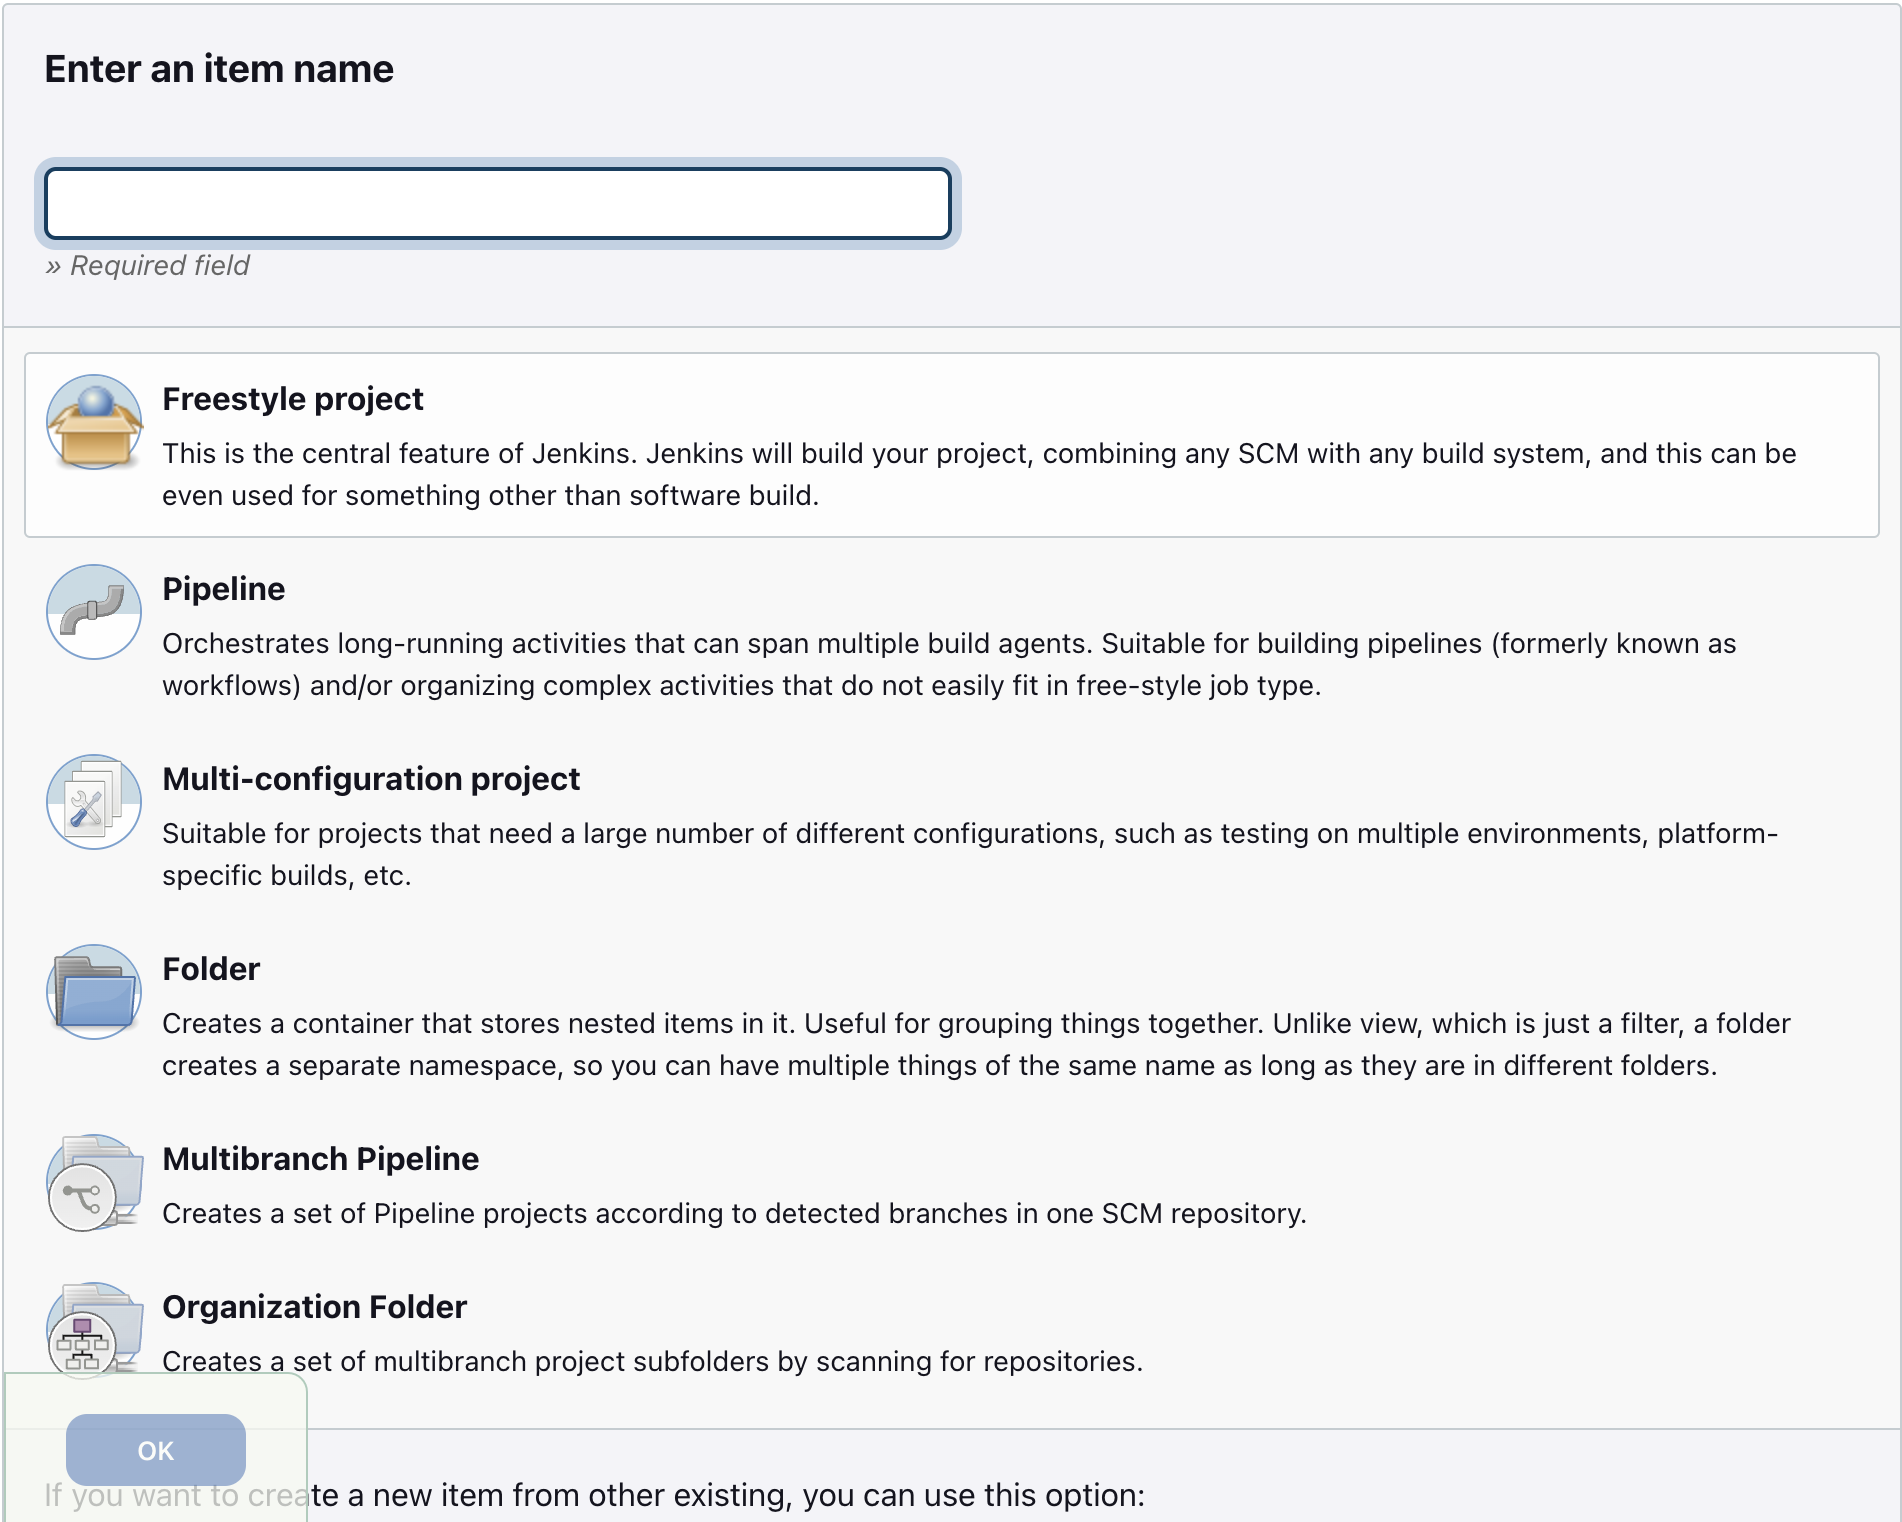 Enter an item name
» Required field
Freestyle project
This is the central feature of Jenkins. Jenkins will build your project, combining any SCM with any build system, and this can be
even used for something other than software build.
Pipeline
Orchestrates long-running activities that can span multiple build agents. Suitable for building pipelines (formerly known as
workflows) and/or organizing complex activities that do not easily fit in free-style job type.
Multi-configuration project
Suitable for projects that need a large number of different configurations, such as testing on multiple environments, platform-
specific builds, etc.
Folder
Creates a container that stores nested items in it. Useful for grouping things together. Unlike view, which is just a filter, a folder
creates a separate namespace, so you can have multiple things of the same name as long as they are in different folders.
Multibranch Pipeline
Creates a set of Pipeline projects according to detected branches in one SCM repository.
Organization Folder
Creates a set of multibranch project subfolders by scanning for repositories.
OK
If you want to create a new item from other existing, you can use this option: